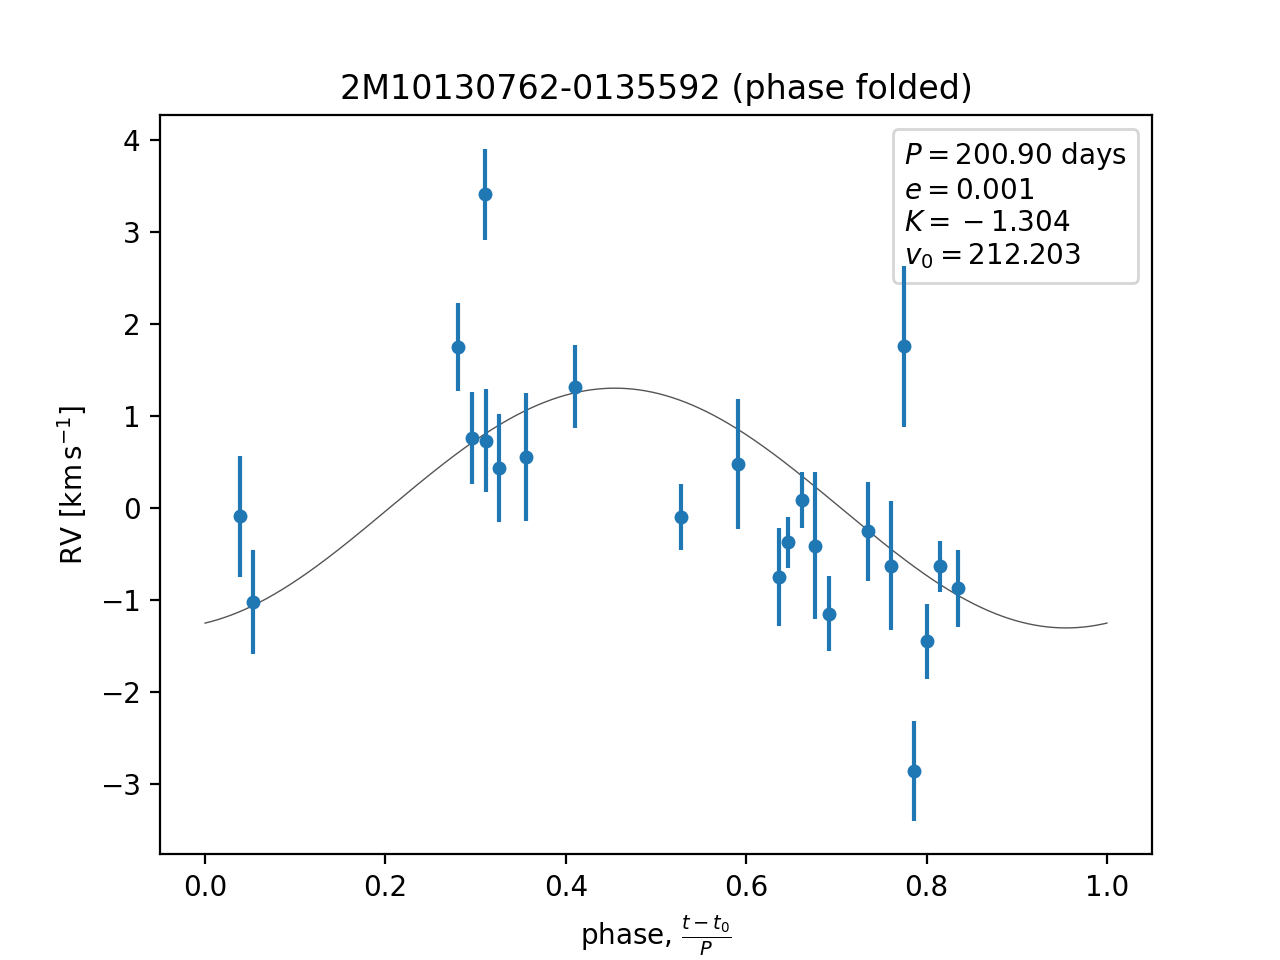 2M10130762-0135592 (phase folded)
P = 200.90 days
e = 0.001
K = −1.304
v₀ = 212.203
4
3
2
1
0
−1
−2
−3
RV [km s⁻¹]
0.0 0.2 0.4 0.6 0.8 1.0
phase, (t − t₀)/P